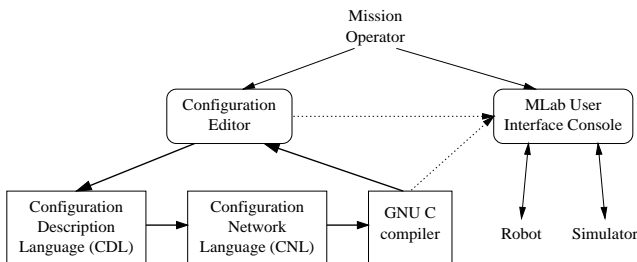 Mission
Operator
Configuration
Editor
MLab User
Interface Console
Configuration
Description
Language (CDL)
Configuration
Network
Language (CNL)
GNU C
compiler
Robot
Simulator